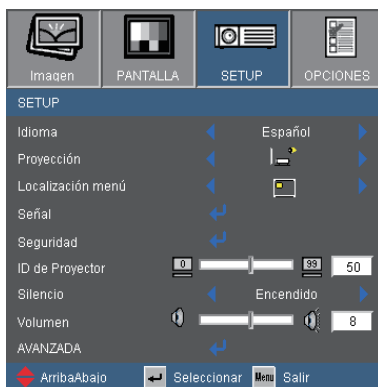 Imagen PANTALLA SETUP OPCIONES
SETUP
Idioma Español
Proyección
Localización menú
Señal
Seguridad
ID de Proyector 0 99 50
Silencio Encendido
Volumen 8
AVANZADA
ArribaAbajo Seleccionar Menu Salir